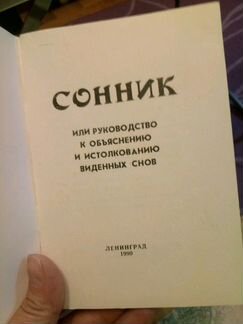 СОННИК
ИЛИ РУКОВОДСТВО
К ОБЪЯСНЕНИЮ
И ИСТОЛКОВАНИЮ
ВИДЕННЫХ СНОВ
ЛЕНИНГРАД
1990